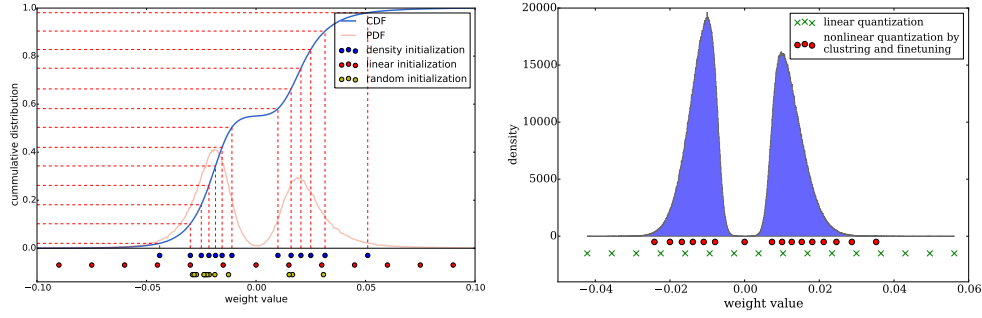 1.0
0.8
0.6
0.4
0.2
0.0
cummulative distribution
CDF
PDF
density initialization
linear initialization
random initialization
−0.10
−0.05
0.00
0.05
0.10
weight value
20000
15000
10000
5000
0
density
linear quantization
nonlinear quantization by
clustring and finetuning
−0.04
−0.02
0.00
0.02
0.04
0.06
weight value